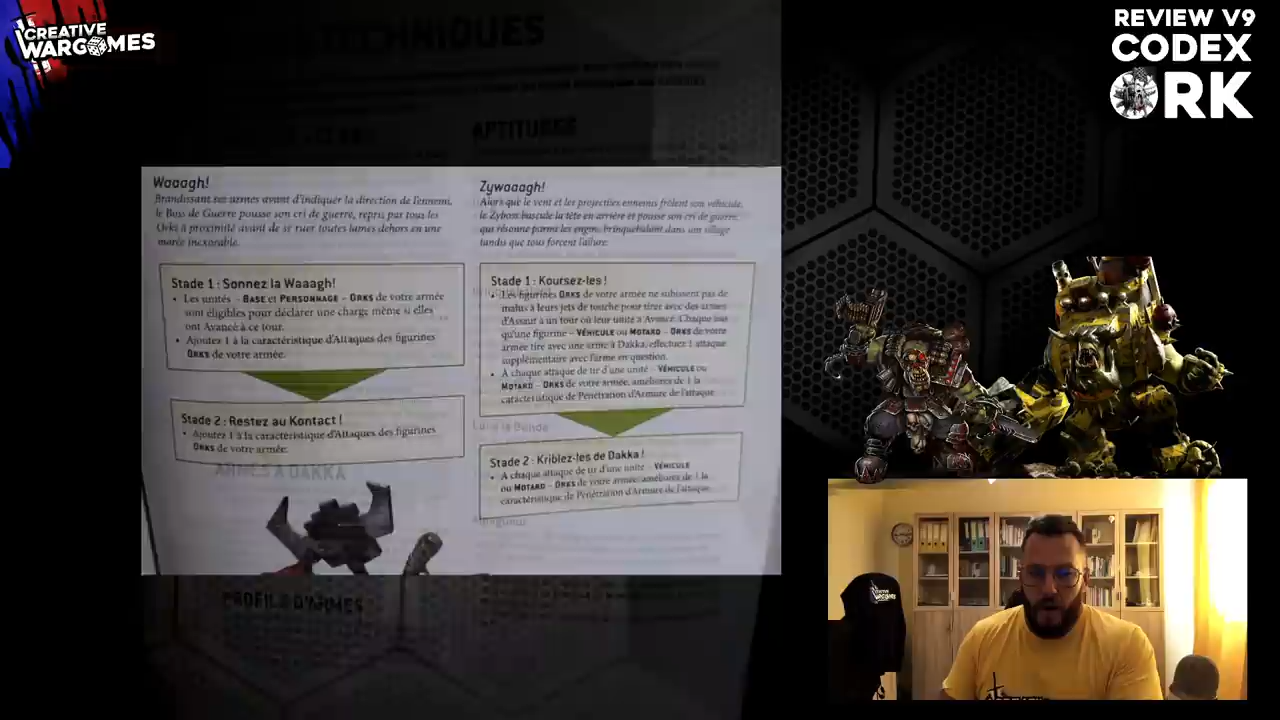 CREATIVE
WARGAMES
REVIEW V9
CODEX
ORK
TECHNIQUES
APTITUDES
Waaagh!
Brandissant ses armes avant d'indiquer la direction de l'ennemi,
le Boss de Guerre pousse son cri de guerre, repris par tous les
Orks à proximité avant de se ruer toutes lames dehors en une
marée inexorable.
Stade 1 : Sonnez la Waaagh!
• Les unités – BASE et PERSONNAGE – ORKS de votre armée
sont éligibles pour déclarer une charge même si elles
ont Avancé à ce tour.
• Ajoutez 1 à la caractéristique d'Attaques des figurines
ORKS de votre armée.
Stade 2 : Restez au Kontact !
• Ajoutez 1 à la caractéristique d'Attaques des figurines
ORKS de votre armée.
ARMES À DAKKA
PROFILS D'ARMES
Zywaaagh!
Alors que le vent et les projectiles ennemis frôlent son véhicule,
le Zyboss bascule la tête en arrière et pousse son cri de guerre,
qui résonne parmi les engins brinquebalant dans un sillage
tandis que tous forcent l'allure.
Stade 1 : Koursez-les !
• Les figurines ORKS de votre armée ne subissent pas de
malus à leurs jets de touche pour tirer avec des armes
d'Assaut à un tour où leur unité a Avancé. Chaque fois
qu'une figurine – VÉHICULE ou MOTARD – ORKS de votre
armée tire avec une arme à Dakka, effectuez 1 attaque
supplémentaire avec l'arme en question.
• À chaque attaque de tir d'une unité – VÉHICULE ou
MOTARD – ORKS de votre armée, améliorez de 1 la
caractéristique de Pénétration d'Armure de l'attaque.
Stade 2 : Kriblez-les de Dakka !
• À chaque attaque de tir d'une unité – VÉHICULE
ou MOTARD – ORKS de votre armée, améliorez de 1 la
caractéristique de Pénétration d'Armure de l'attaque.